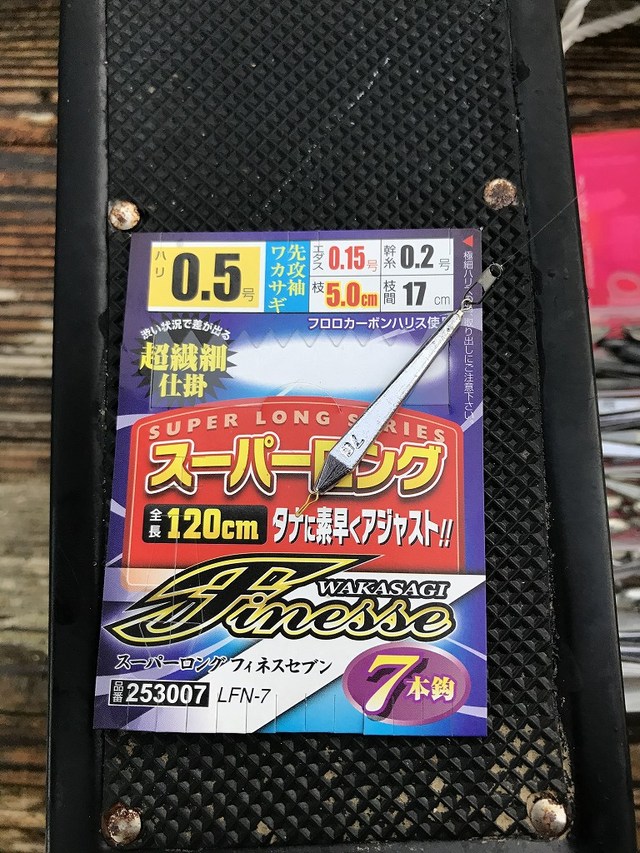 ハリ 0.5号
先攻袖
ワカサギ
エダス 0.15号
幹糸 0.2号
枝 5.0cm
枝間 17cm
フロロカーボンハリス使用
渋い状況で差が出る
超繊細
仕掛
SUPER LONG SERIES
スーパーロング
全長 120cm
タナに素早くアジャスト!!
WAKASAGI
Finesse
スーパーロング フィネスセブン
品番 253007 LFN-7
7本鈎